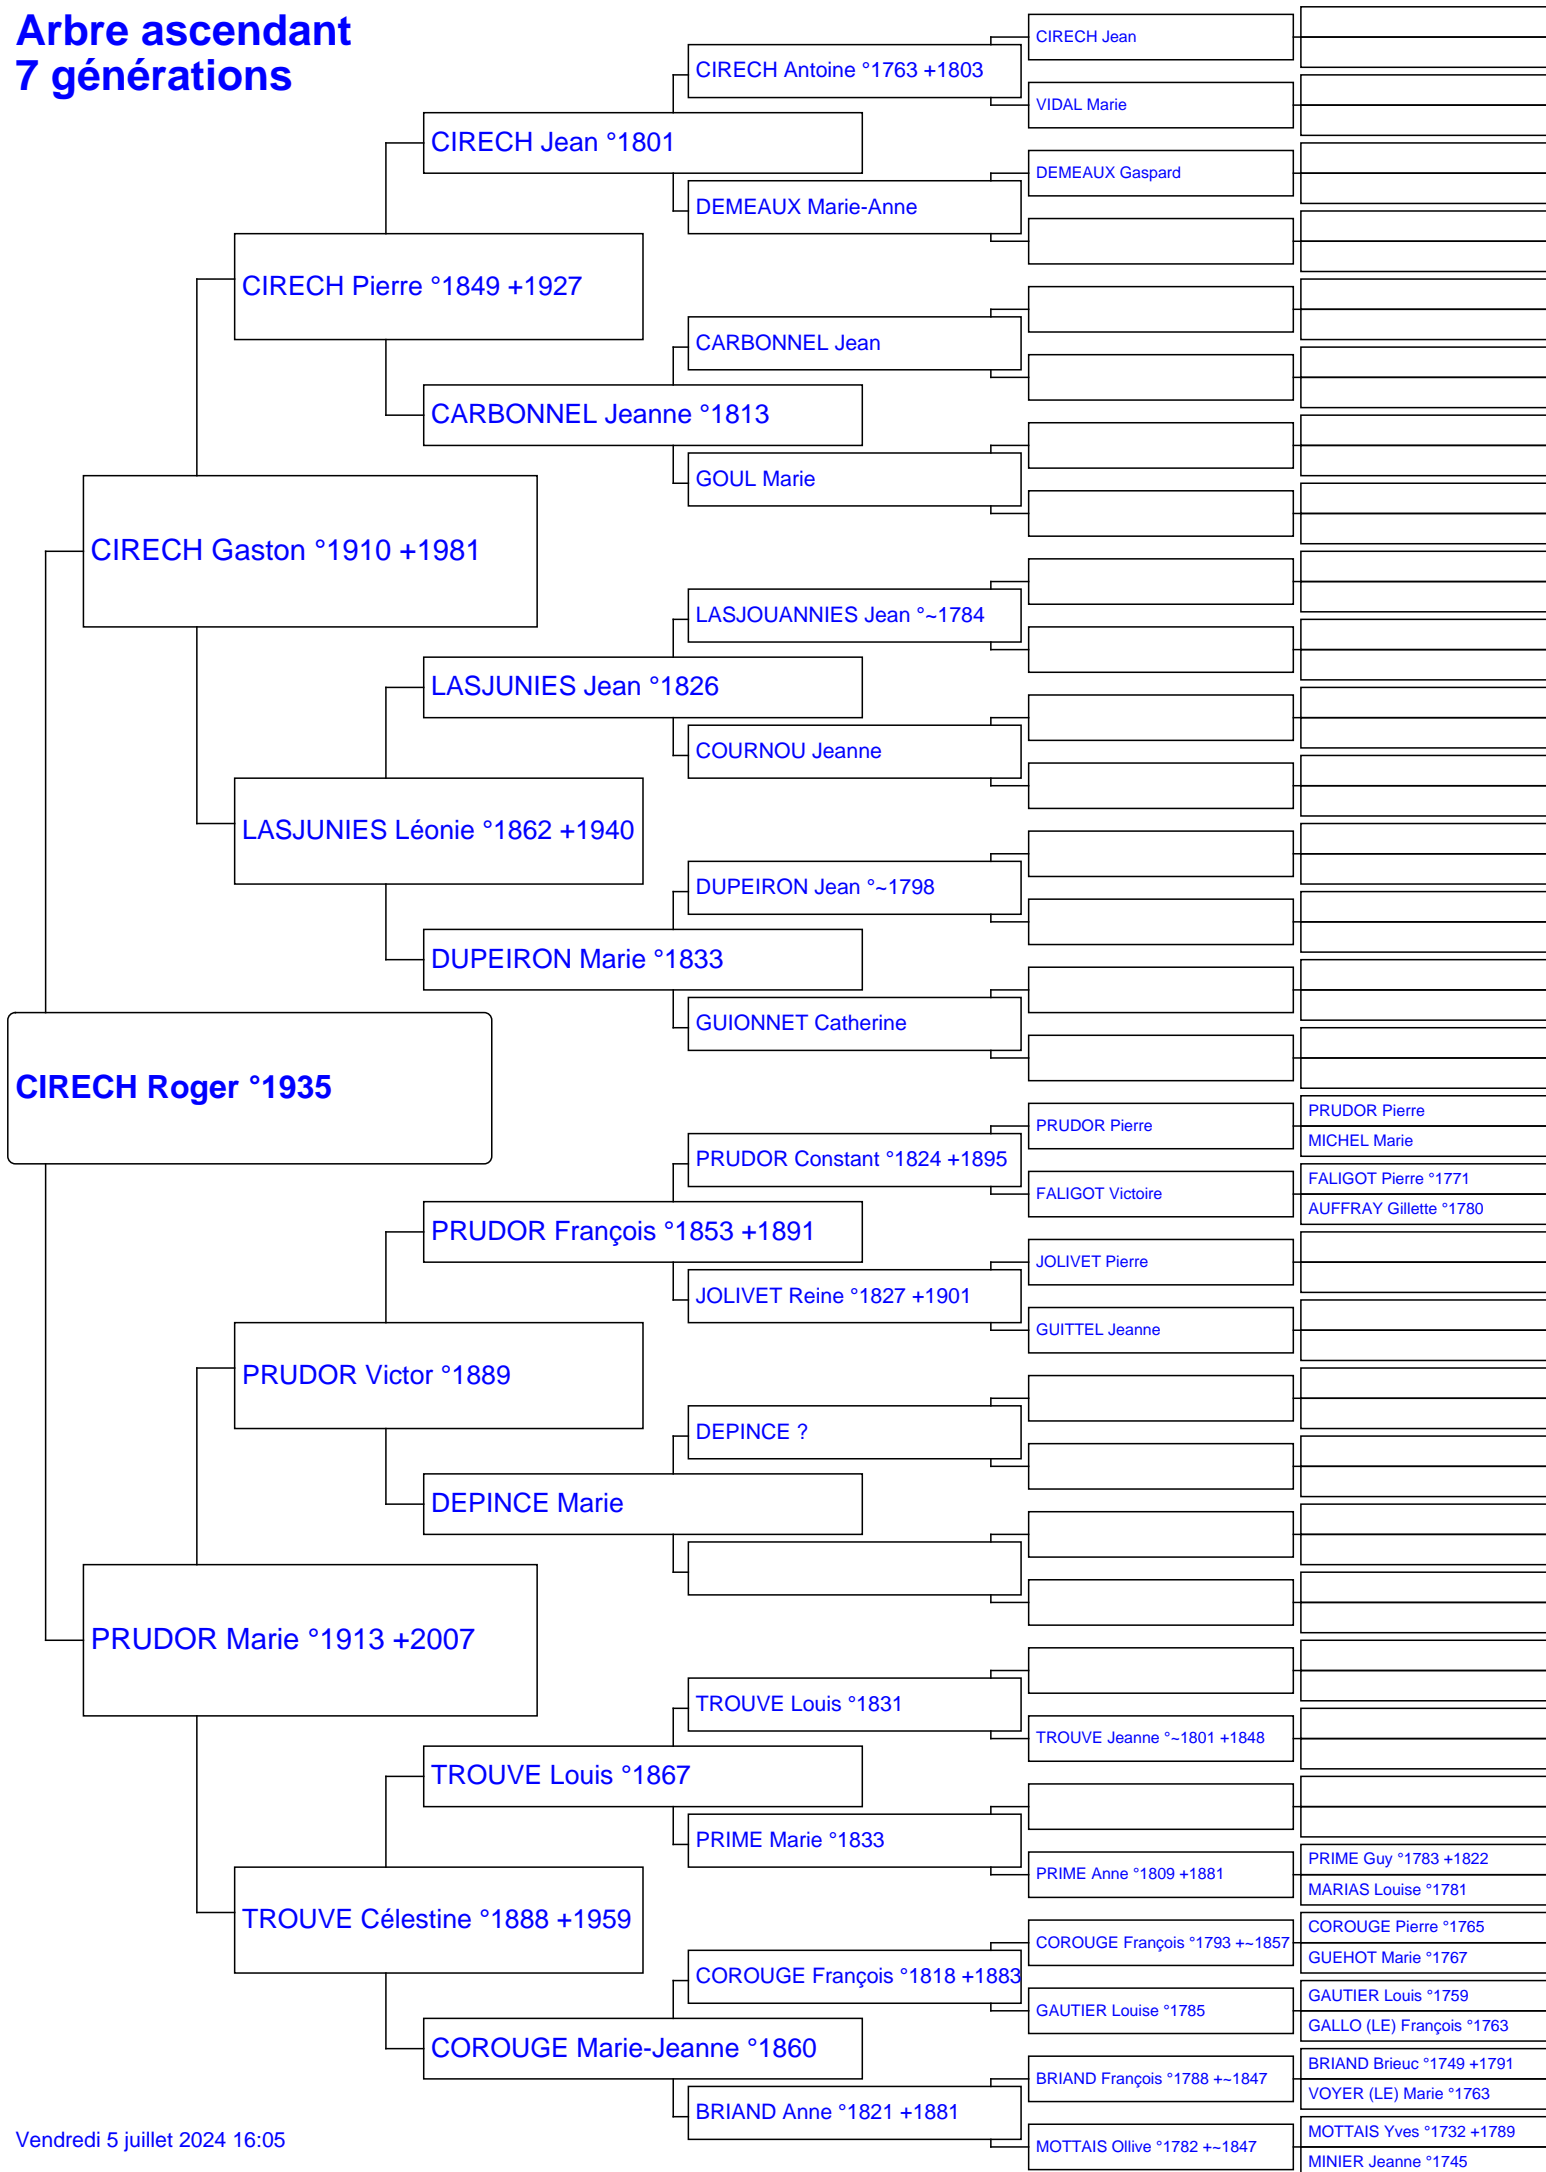 Arbre ascendant
7 générations
CIRECH Roger °1935
CIRECH Gaston °1910 +1981
PRUDOR Marie °1913 +2007
CIRECH Pierre °1849 +1927
LASJUNIES Léonie °1862 +1940
PRUDOR Victor °1889
TROUVE Célestine °1888 +1959
CIRECH Jean °1801
CARBONNEL Jeanne °1813
LASJUNIES Jean °1826
DUPEIRON Marie °1833
PRUDOR François °1853 +1891
DEPINCE Marie
TROUVE Louis °1867
COROUGE Marie-Jeanne °1860
CIRECH Antoine °1763 +1803
DEMEAUX Marie-Anne
CARBONNEL Jean
GOUL Marie
LASJOUANNIES Jean °~1784
COURNOU Jeanne
DUPEIRON Jean °~1798
GUIONNET Catherine
PRUDOR Constant °1824 +1895
JOLIVET Reine °1827 +1901
DEPINCE ?
TROUVE Louis °1831
PRIME Marie °1833
COROUGE François °1818 +1883
BRIAND Anne °1821 +1881
CIRECH Jean
VIDAL Marie
DEMEAUX Gaspard
PRUDOR Pierre
FALIGOT Victoire
JOLIVET Pierre
GUITTEL Jeanne
TROUVE Jeanne °~1801 +1848
PRIME Anne °1809 +1881
COROUGE François °1793 +~1857
GAUTIER Louise °1785
BRIAND François °1788 +~1847
MOTTAIS Ollive °1782 +~1847
PRUDOR Pierre
MICHEL Marie
FALIGOT Pierre °1771
AUFFRAY Gillette °1780
PRIME Guy °1783 +1822
MARIAS Louise °1781
COROUGE Pierre °1765
GUEHOT Marie °1767
GAUTIER Louis °1759
GALLO (LE) François °1763
BRIAND Brieuc °1749 +1791
VOYER (LE) Marie °1763
MOTTAIS Yves °1732 +1789
MINIER Jeanne °1745
Vendredi 5 juillet 2024 16:05